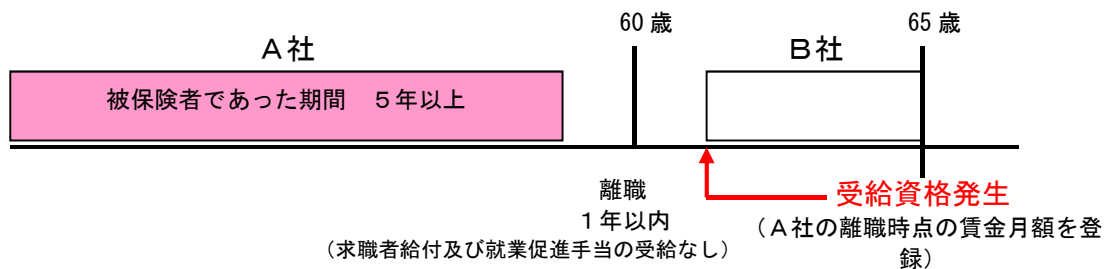 60 歳
65 歳
Ａ社
Ｂ社
被保険者であった期間　５年以上
離職
１年以内
（求職者給付及び就業促進手当の受給なし）
受給資格発生
（Ａ社の離職時点の賃金月額を登
録）